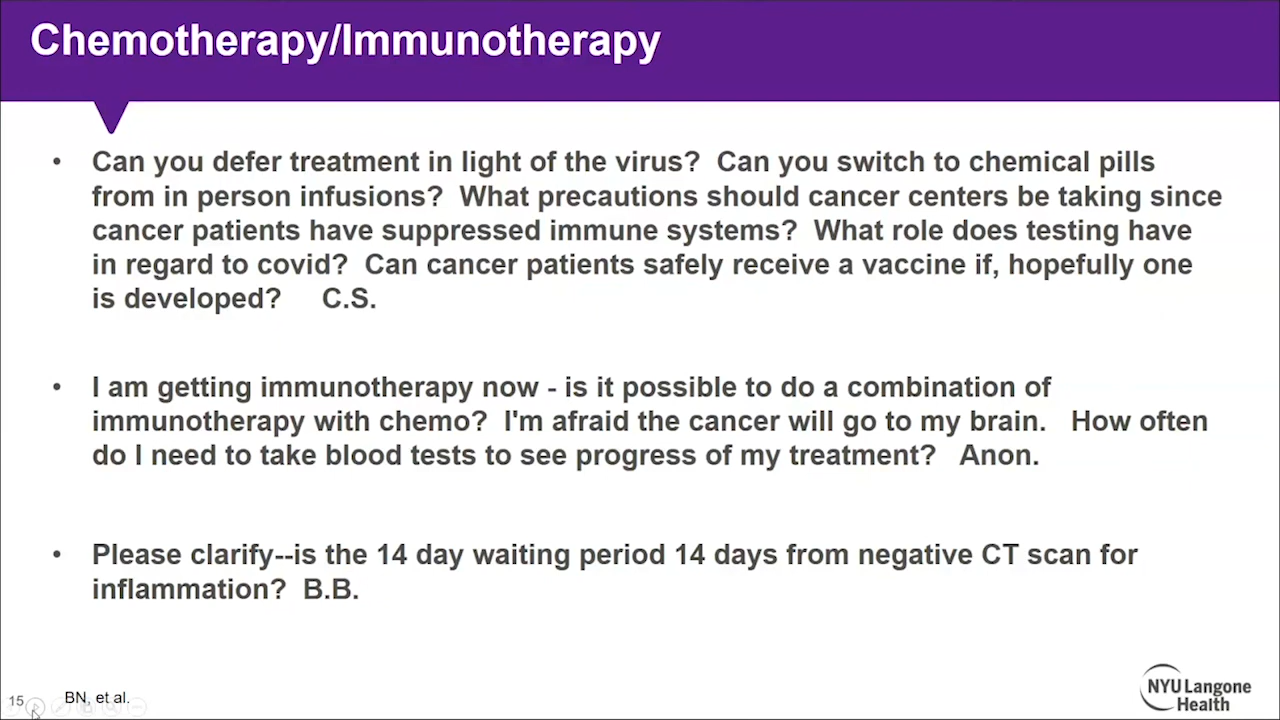 Chemotherapy/Immunotherapy
• Can you defer treatment in light of the virus?  Can you switch to chemical pills
from in person infusions?  What precautions should cancer centers be taking since
cancer patients have suppressed immune systems?  What role does testing have
in regard to covid?  Can cancer patients safely receive a vaccine if, hopefully one
is developed?     C.S.
• I am getting immunotherapy now - is it possible to do a combination of
immunotherapy with chemo?  I'm afraid the cancer will go to my brain.   How often
do I need to take blood tests to see progress of my treatment?   Anon.
• Please clarify--is the 14 day waiting period 14 days from negative CT scan for
inflammation?  B.B.
15
BN, et al.
NYU Langone
Health